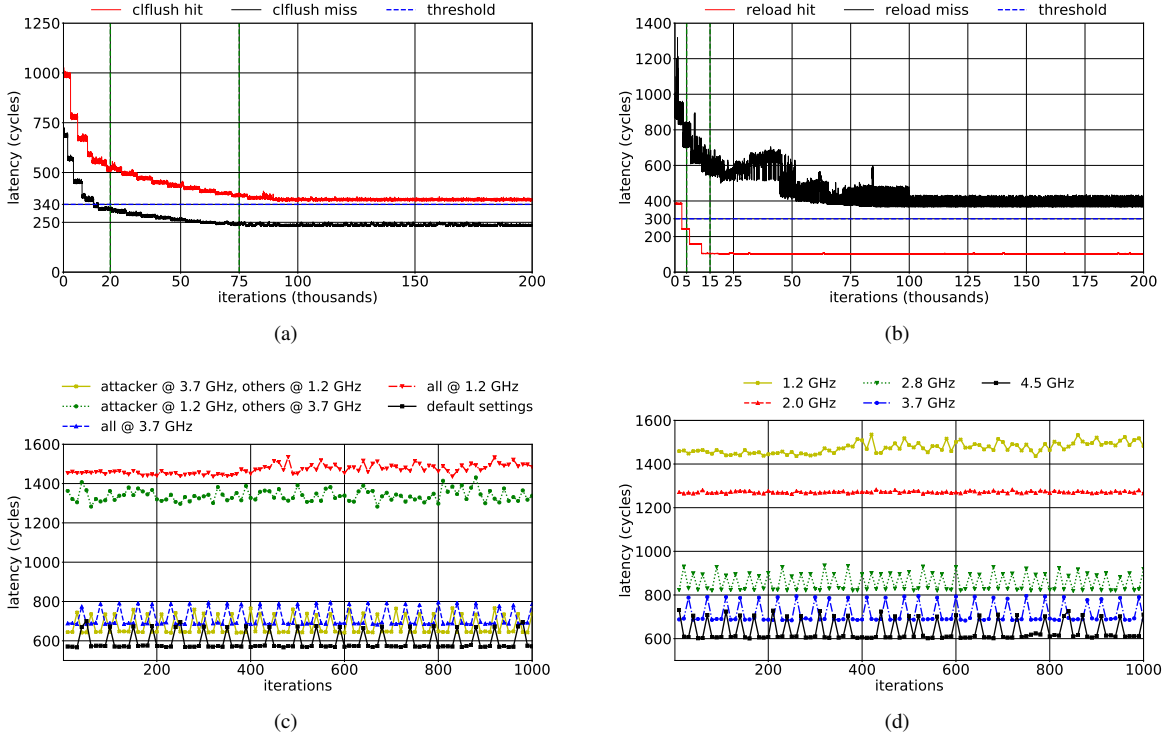 clflush hit clflush miss threshold
1250
1000
750
500
340
250
0
0 20 50 75 100 125 150 175 200
latency (cycles)
iterations (thousands)
(a)
reload hit reload miss threshold
1400
1200
1000
800
600
400
300
200
0
0 5 15 25 50 75 100 125 150 175 200
latency (cycles)
iterations (thousands)
(b)
attacker @ 3.7 GHz, others @ 1.2 GHz all @ 1.2 GHz
attacker @ 1.2 GHz, others @ 3.7 GHz default settings
all @ 3.7 GHz
1600
1400
1200
1000
800
600
200 400 600 800 1000
latency (cycles)
iterations
(c)
1.2 GHz 2.8 GHz 4.5 GHz
2.0 GHz 3.7 GHz
1600
1400
1200
1000
800
600
200 400 600 800 1000
latency (cycles)
iterations
(d)